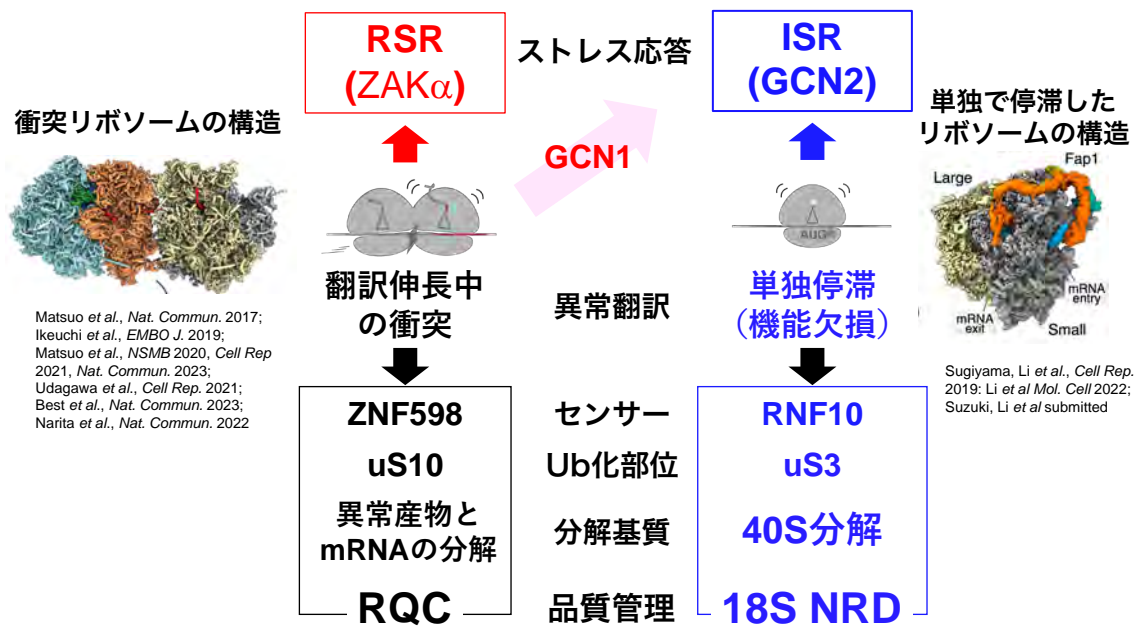 RSR
(ZAKα)
ストレス応答
ISR
(GCN2)
衝突リボソームの構造
GCN1
単独で停滞した
リボソームの構造
Fap1
Large
mRNA
entry
mRNA
exit
Small
AUG
翻訳伸長中
の衝突
異常翻訳
単独停滞
（機能欠損）
Matsuo et al., Nat. Commun. 2017;
Ikeuchi et al., EMBO J. 2019;
Matsuo et al., NSMB 2020, Cell Rep
2021, Nat. Commun. 2023;
Udagawa et al., Cell Rep. 2021;
Best et al., Nat. Commun. 2023;
Narita et al., Nat. Commun. 2022
Sugiyama, Li et al., Cell Rep.
2019: Li et al Mol. Cell 2022;
Suzuki, Li et al submitted
ZNF598
センサー
RNF10
uS10
Ub化部位
uS3
異常産物と
mRNAの分解
分解基質
40S分解
RQC
品質管理
18S NRD